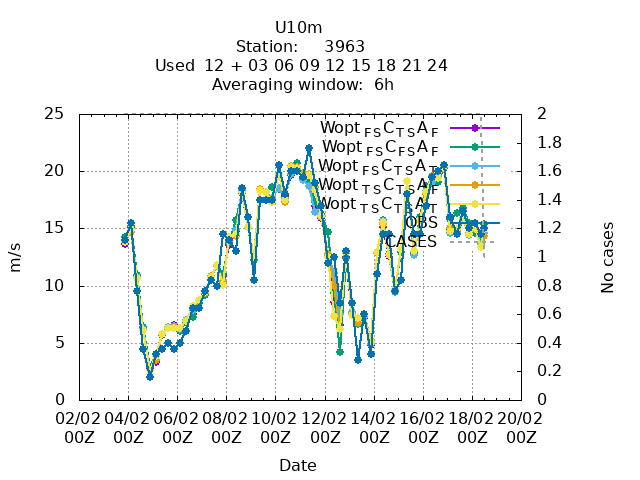 U10m
Station: 3963
Used 12 + 03 06 09 12 15 18 21 24
Averaging window: 6h
25 2
1.8
20 1.6
1.4
15 1.2
1
10 0.8
0.6
5 0.4
0.2
0 0
m/s
No cases
Wopt FS C TS A F
Wopt FS C FS A F
Wopt FS C TS A T
Wopt TS C TS A F
Wopt TS C TS A T
OBS
CASES
02/02 04/02 06/02 08/02 10/02 12/02 14/02 16/02 18/02 20/02
00Z 00Z 00Z 00Z 00Z 00Z 00Z 00Z 00Z 00Z
Date